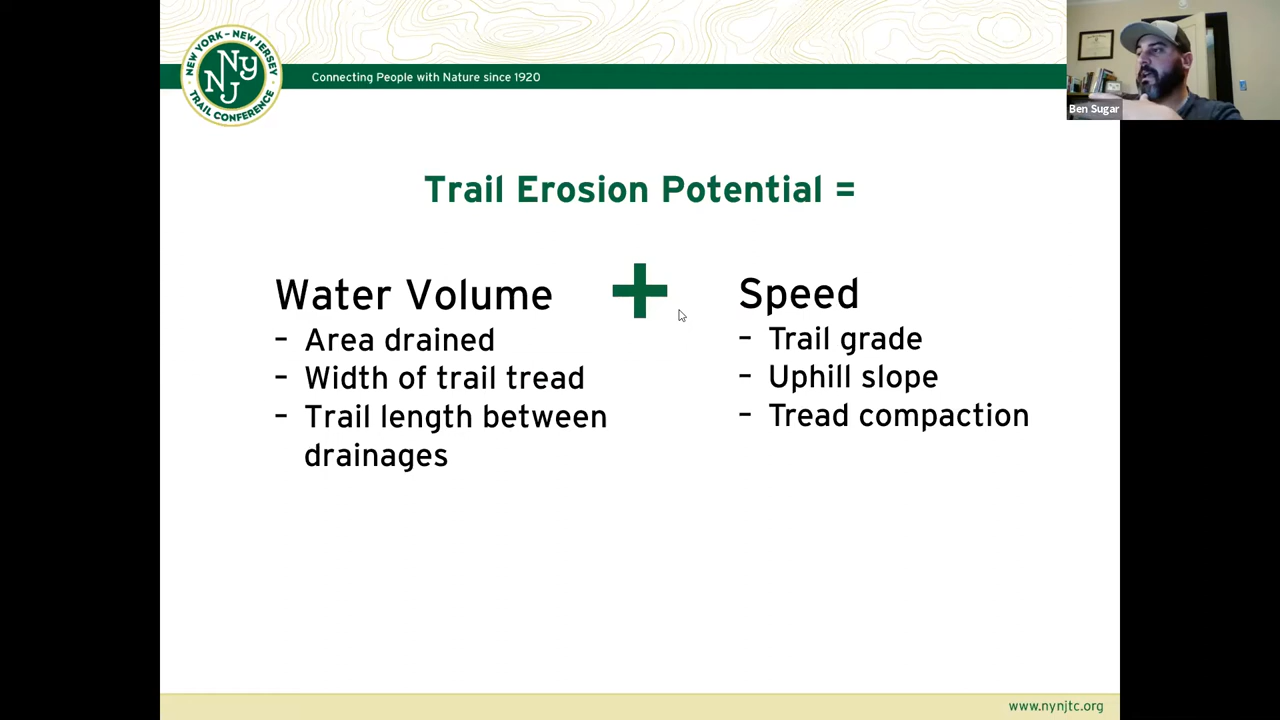 NEW YORK – NEW JERSEY
NY
NJ
TRAIL CONFERENCE
Connecting People with Nature since 1920
Ben Sugar
Trail Erosion Potential =
Water Volume
+
Speed
– Area drained
– Width of trail tread
– Trail length between
drainages
– Trail grade
– Uphill slope
– Tread compaction
www.nynjtc.org